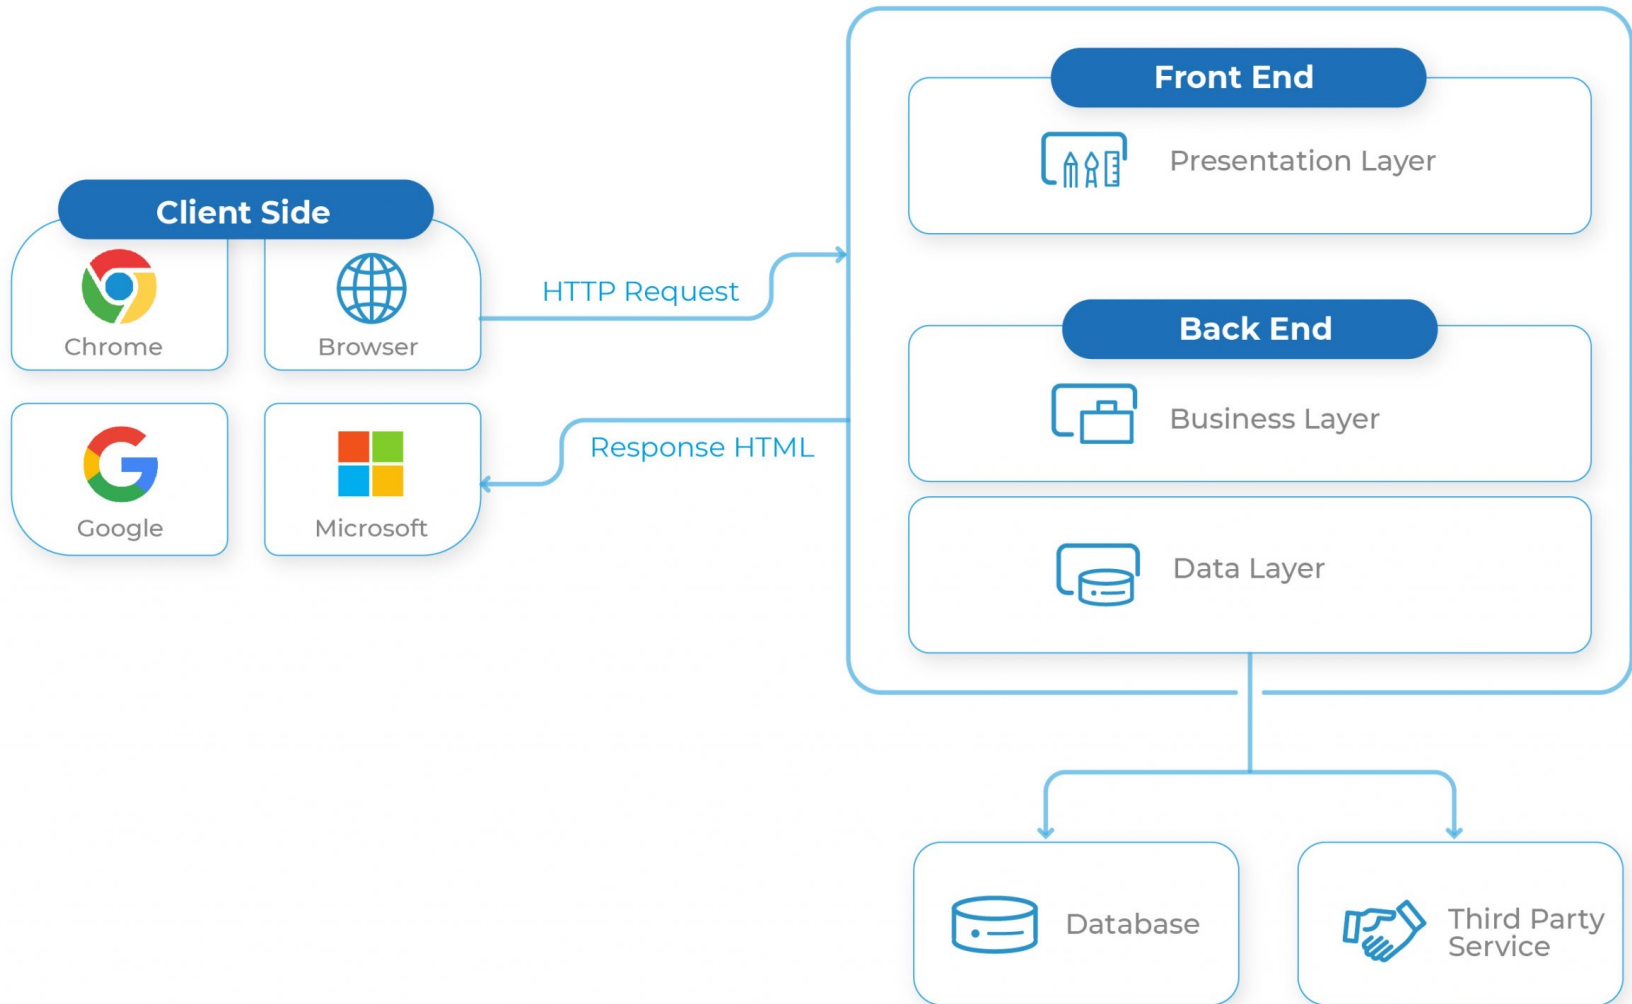 Client Side
Chrome
Browser
Google
Microsoft
HTTP Request
Response HTML
Front End
Presentation Layer
Back End
Business Layer
Data Layer
Database
Third Party
Service